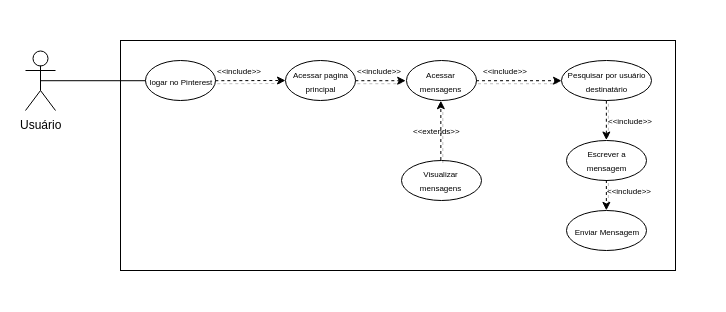 Usuário
logar no Pinterest
<<include>>
Acessar pagina
principal
<<include>>
Acessar
mensagens
<<include>>
Pesquisar por usuário
destinatário
<<extends>>
Visualizar
mensagens
<<include>>
Escrever a
mensagem
<<include>>
Enviar Mensagem